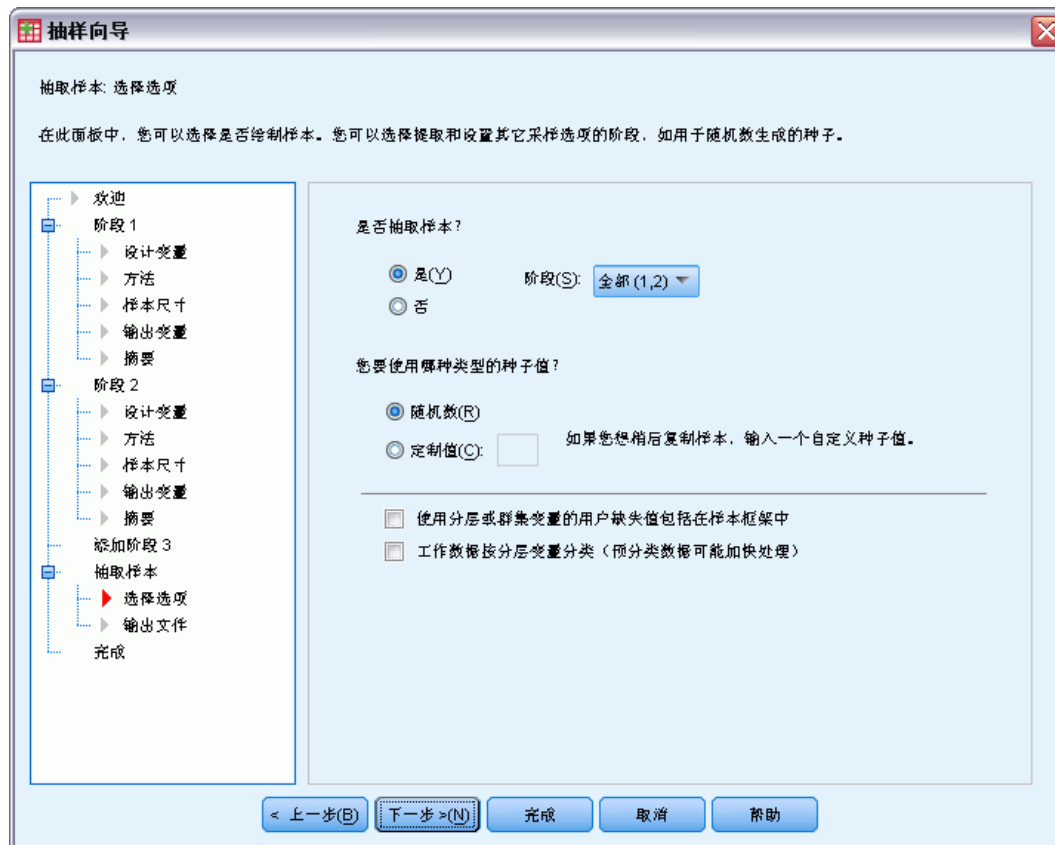 抽样向导
抽取样本: 选择选项
在此面板中，您可以选择是否绘制样本。您可以选择提取和设置其它采样选项的阶段，如用于随机数生成的种子。
欢迎
阶段 1
设计变量
方法
样本尺寸
输出变量
摘要
阶段 2
设计变量
方法
样本尺寸
输出变量
摘要
添加阶段 3
抽取样本
选择选项
输出文件
完成
是否抽取样本?
是(Y) 阶段(S): 全部 (1,2)
否
您要使用哪种类型的种子值?
随机数(R)
定制值(C): 如果您想稍后复制样本，输入一个自定义种子值。
使用分层或群集变量的用户缺失值包括在样本框架中
工作数据按分层变量分类（预分类数据可能加快处理）
< 上一步(B) 下一步 >(N) 完成 取消 帮助